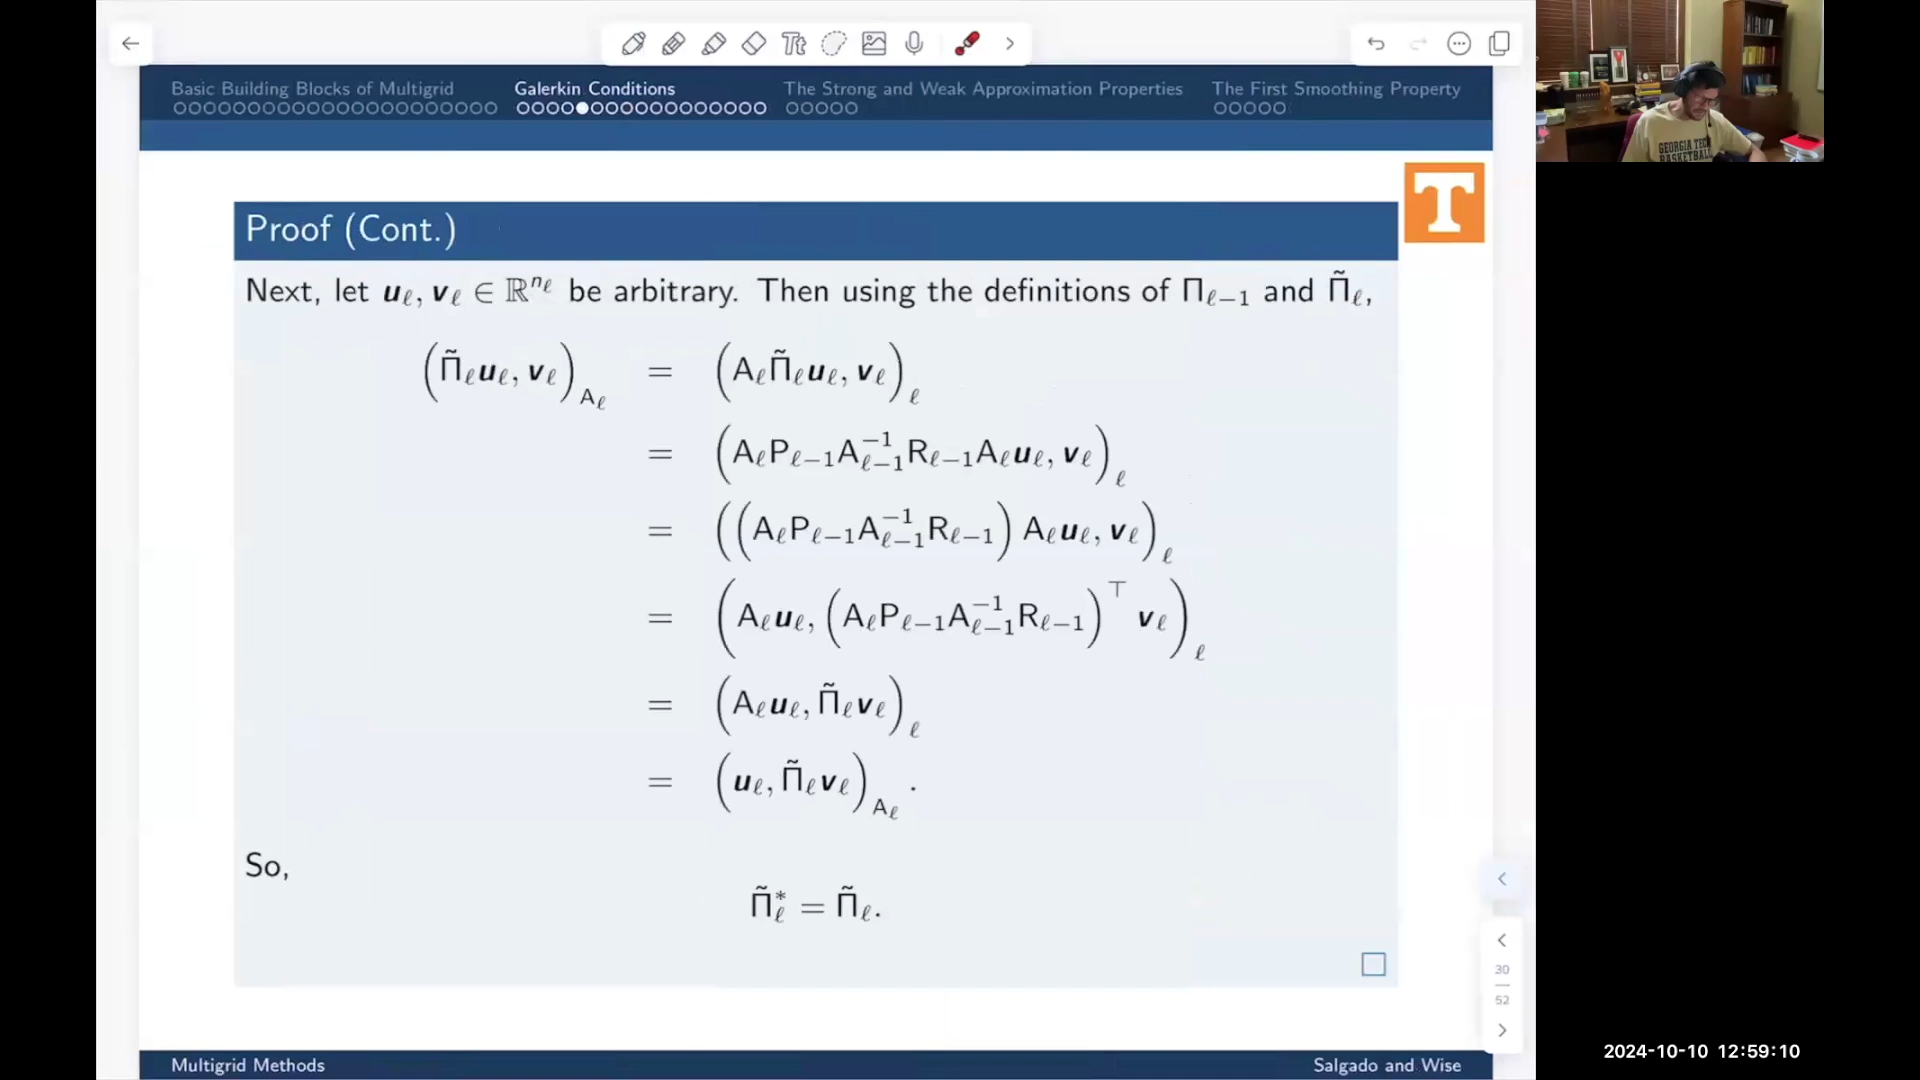 Basic Building Blocks of Multigrid Galerkin Conditions The Strong and Weak Approximation Properties The First Smoothing Property
T
Proof (Cont.)
Next, let u_ℓ, v_ℓ ∈ ℝ^{n_ℓ} be arbitrary. Then using the definitions of Π_{ℓ−1} and Π̃_ℓ,
(Π̃_ℓ u_ℓ, v_ℓ)_{A_ℓ} = (A_ℓ Π̃_ℓ u_ℓ, v_ℓ)_ℓ
= (A_ℓ P_{ℓ−1} A_{ℓ−1}^{−1} R_{ℓ−1} A_ℓ u_ℓ, v_ℓ)_ℓ
= ((A_ℓ P_{ℓ−1} A_{ℓ−1}^{−1} R_{ℓ−1}) A_ℓ u_ℓ, v_ℓ)_ℓ
= (A_ℓ u_ℓ, (A_ℓ P_{ℓ−1} A_{ℓ−1}^{−1} R_{ℓ−1})^⊤ v_ℓ)_ℓ
= (A_ℓ u_ℓ, Π̃_ℓ v_ℓ)_ℓ
= (u_ℓ, Π̃_ℓ v_ℓ)_{A_ℓ}.
So,
Π̃_ℓ^* = Π̃_ℓ.
30
52
Multigrid Methods Salgado and Wise
GEORGIA TECH
BASKETBALL
2024-10-10 12:59:10